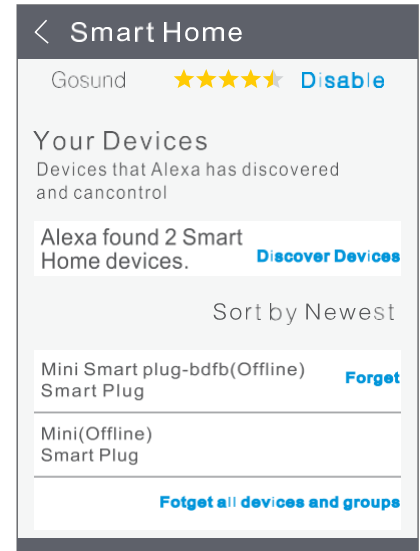 Smart Home
Gosund Disable
Your Devices
Devices that Alexa has discovered
and cancontrol
Alexa found 2 Smart
Home devices.
Discover Devices
Sort by Newest
Mini Smart plug-bdfb(Offline)
Smart Plug
Forget
Mini(Offline)
Smart Plug
Fotget all devices and groups